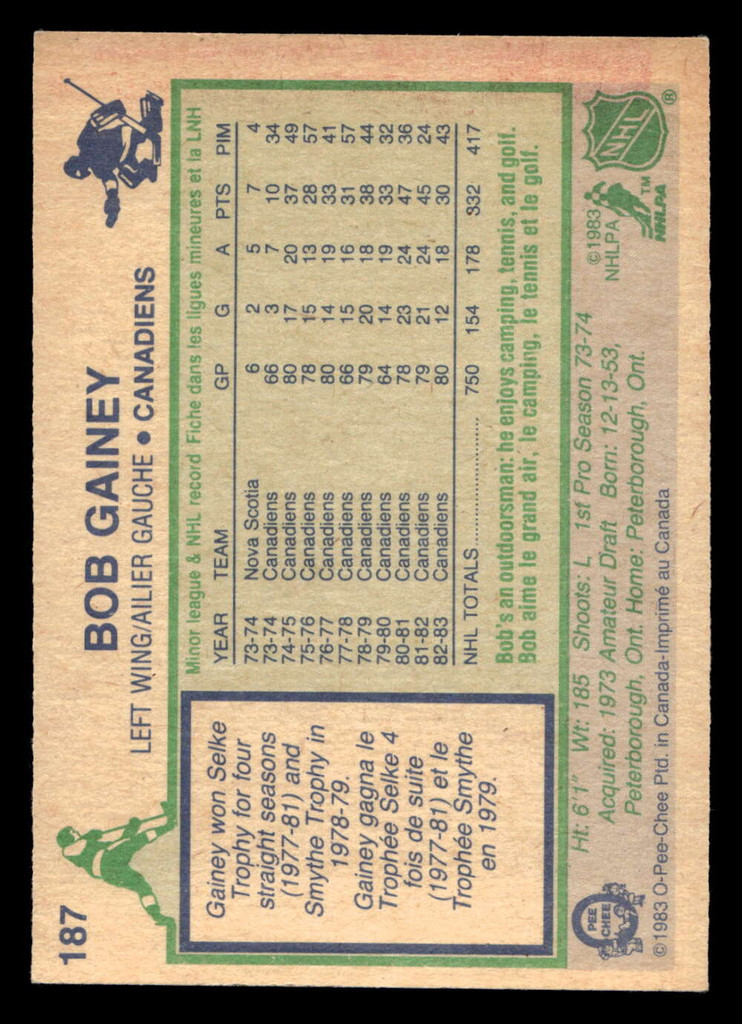 187
BOB GAINEY
LEFT WING/AILIER GAUCHE • CANADIENS
Gainey won Selke
Trophy for four
straight seasons
(1977-81) and
Smythe Trophy in
1978-79.
Gainey gagna le
Trophée Selke 4
fois de suite
(1977-81) et le
Trophée Smythe
en 1979.
Minor league & NHL record Fiche dans les ligues mineures et la LNH
YEAR TEAM GP G A PTS PIM
73-74 Nova Scotia 6 2 5 7 4
73-74 Canadiens 66 3 7 10 34
74-75 Canadiens 80 17 20 37 49
75-76 Canadiens 78 15 13 28 57
76-77 Canadiens 80 14 19 33 41
77-78 Canadiens 66 15 16 31 57
78-79 Canadiens 79 20 18 38 44
79-80 Canadiens 64 14 19 33 32
80-81 Canadiens 78 23 24 47 36
81-82 Canadiens 79 21 24 45 24
82-83 Canadiens 80 12 18 30 43
NHL TOTALS .................... 750 154 178 332 417
Bob's an outdoorsman: he enjoys camping, tennis, and golf.
Bob aime le grand air, le camping, le tennis et le golf.
Ht: 6'1" Wt: 185 Shoots: L 1st Pro Season 73-74
Acquired: 1973 Amateur Draft Born: 12-13-53,
Peterborough, Ont. Home: Peterborough, Ont.
O PEE CHEE
©1983 O-Pee-Chee Ptd. in Canada-Imprimé au Canada
©1983
NHLPA
NHLPA™
NHL®